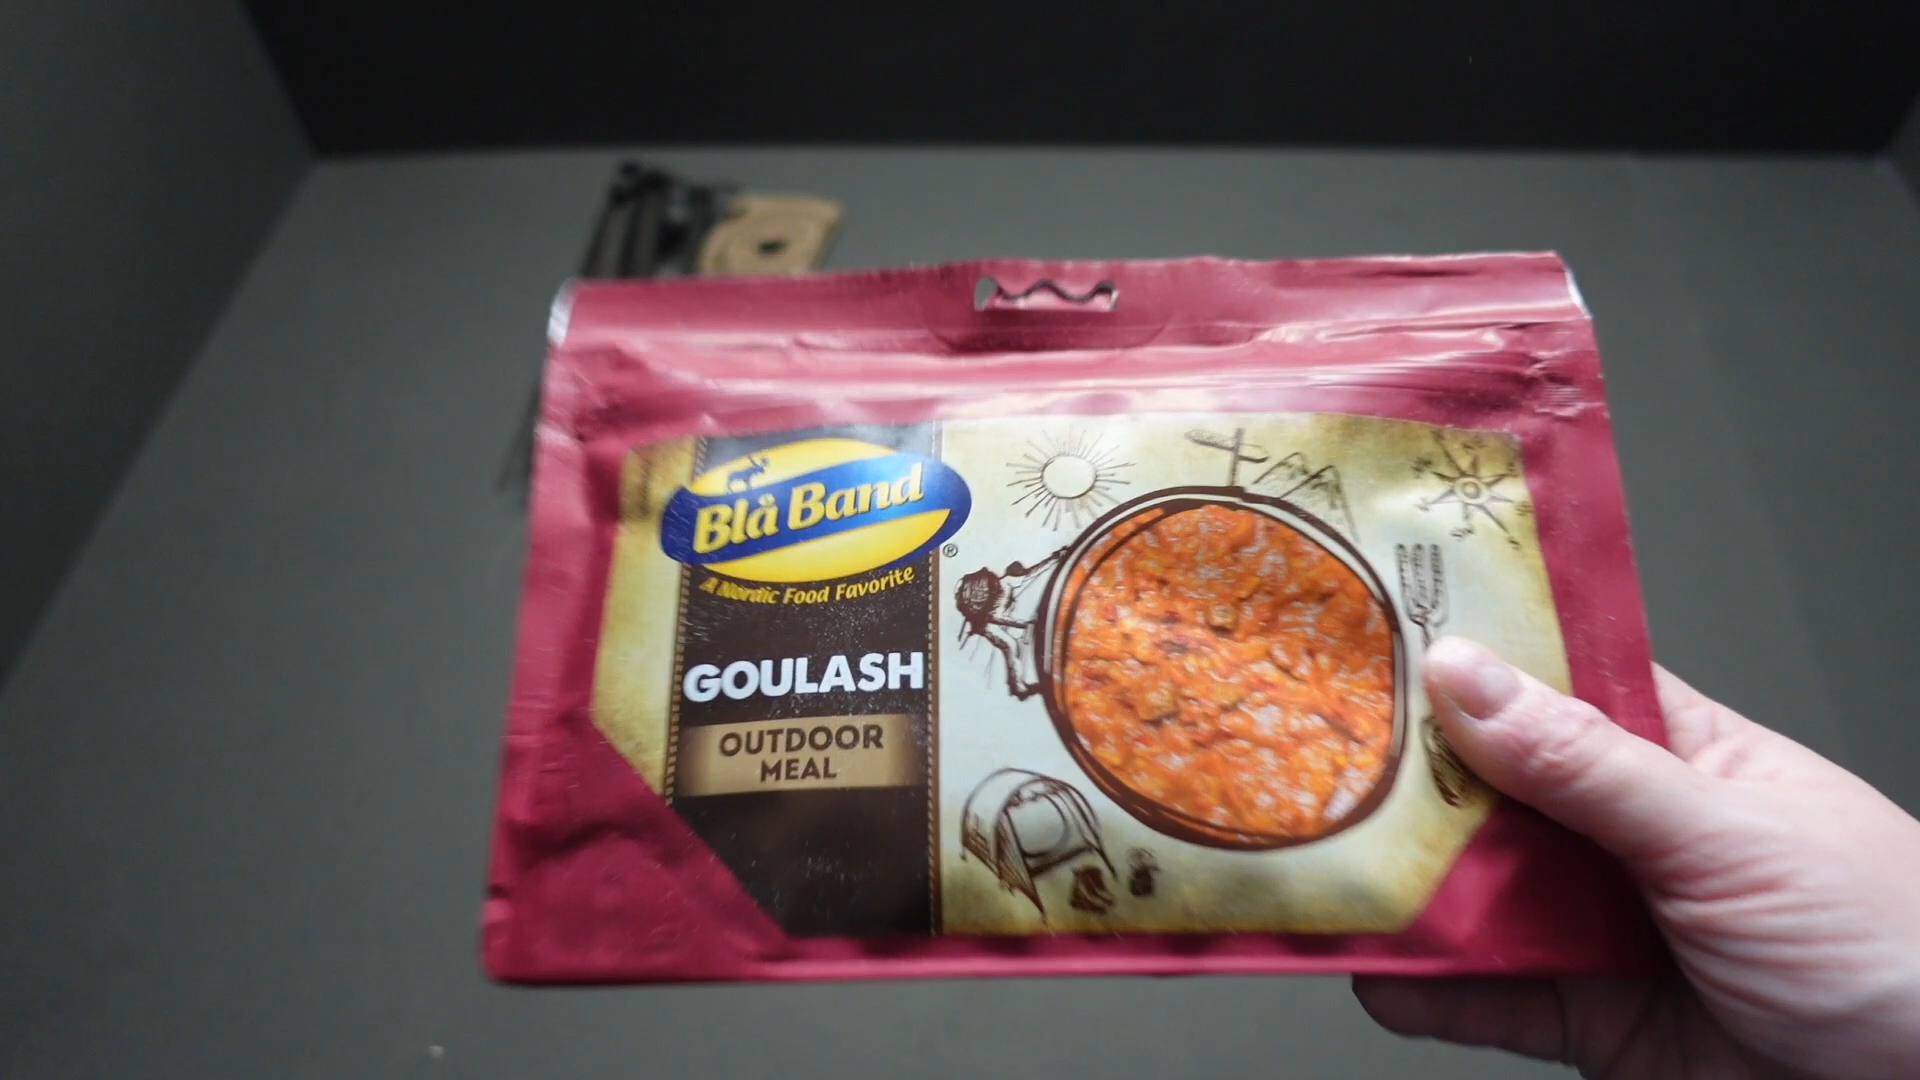 Blå Band
®
A Nordic Food Favorite
GOULASH
OUTDOOR
MEAL